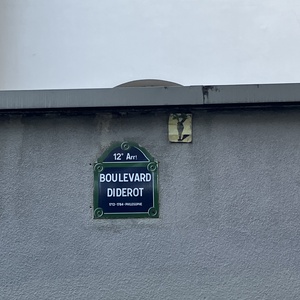 12ᵉ Arrᵗ
BOULEVARD
DIDEROT
1713-1784 - PHILOSOPHE